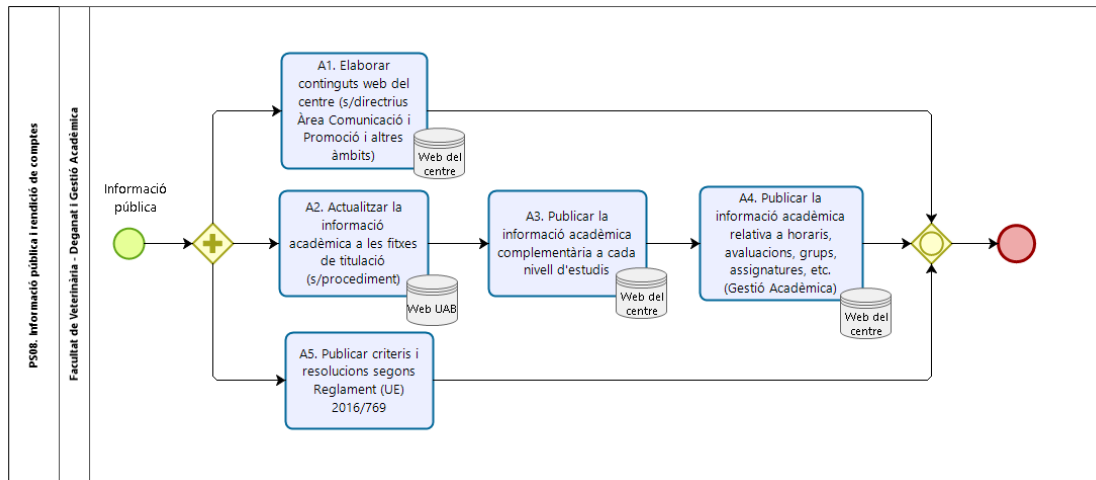 PS08. Informació pública i rendició de comptes
Facultat de Veterinària - Deganat i Gestió Acadèmica
Informació
pública
A1. Elaborar
continguts web del
centre (s/directrius
Àrea Comunicació i
Promoció i altres
àmbits)
Web del
centre
A2. Actualitzar la
informació
acadèmica a les fitxes
de titulació
(s/procediment)
Web UAB
A3. Publicar la
informació acadèmica
complementària a cada
nivell d'estudis
Web del
centre
A4. Publicar la
informació acadèmica
relativa a horaris,
avaluacions, grups,
assignatures, etc.
(Gestió Acadèmica)
Web del
centre
A5. Publicar criteris i
resolucions segons
Reglament (UE)
2016/769